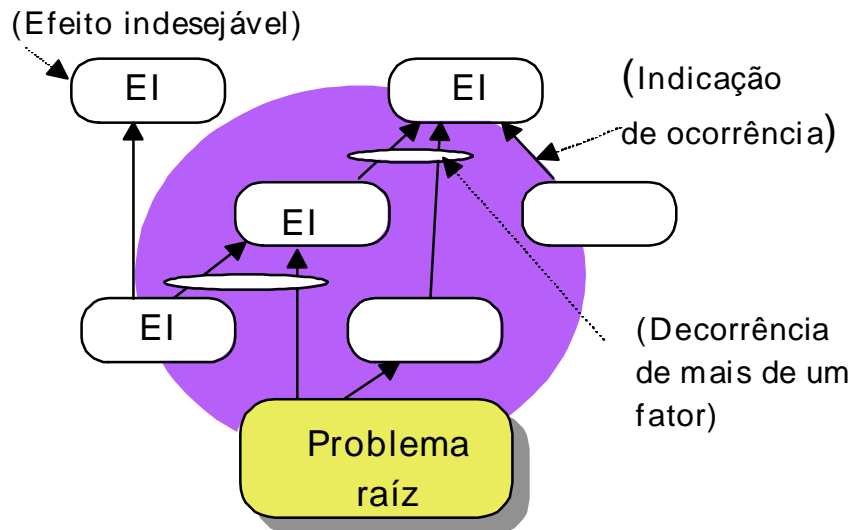 (Efeito indesejável)
EI
EI
(Indicação
de ocorrência)
EI
EI
(Decorrência
de mais de um
fator)
Problema
raíz